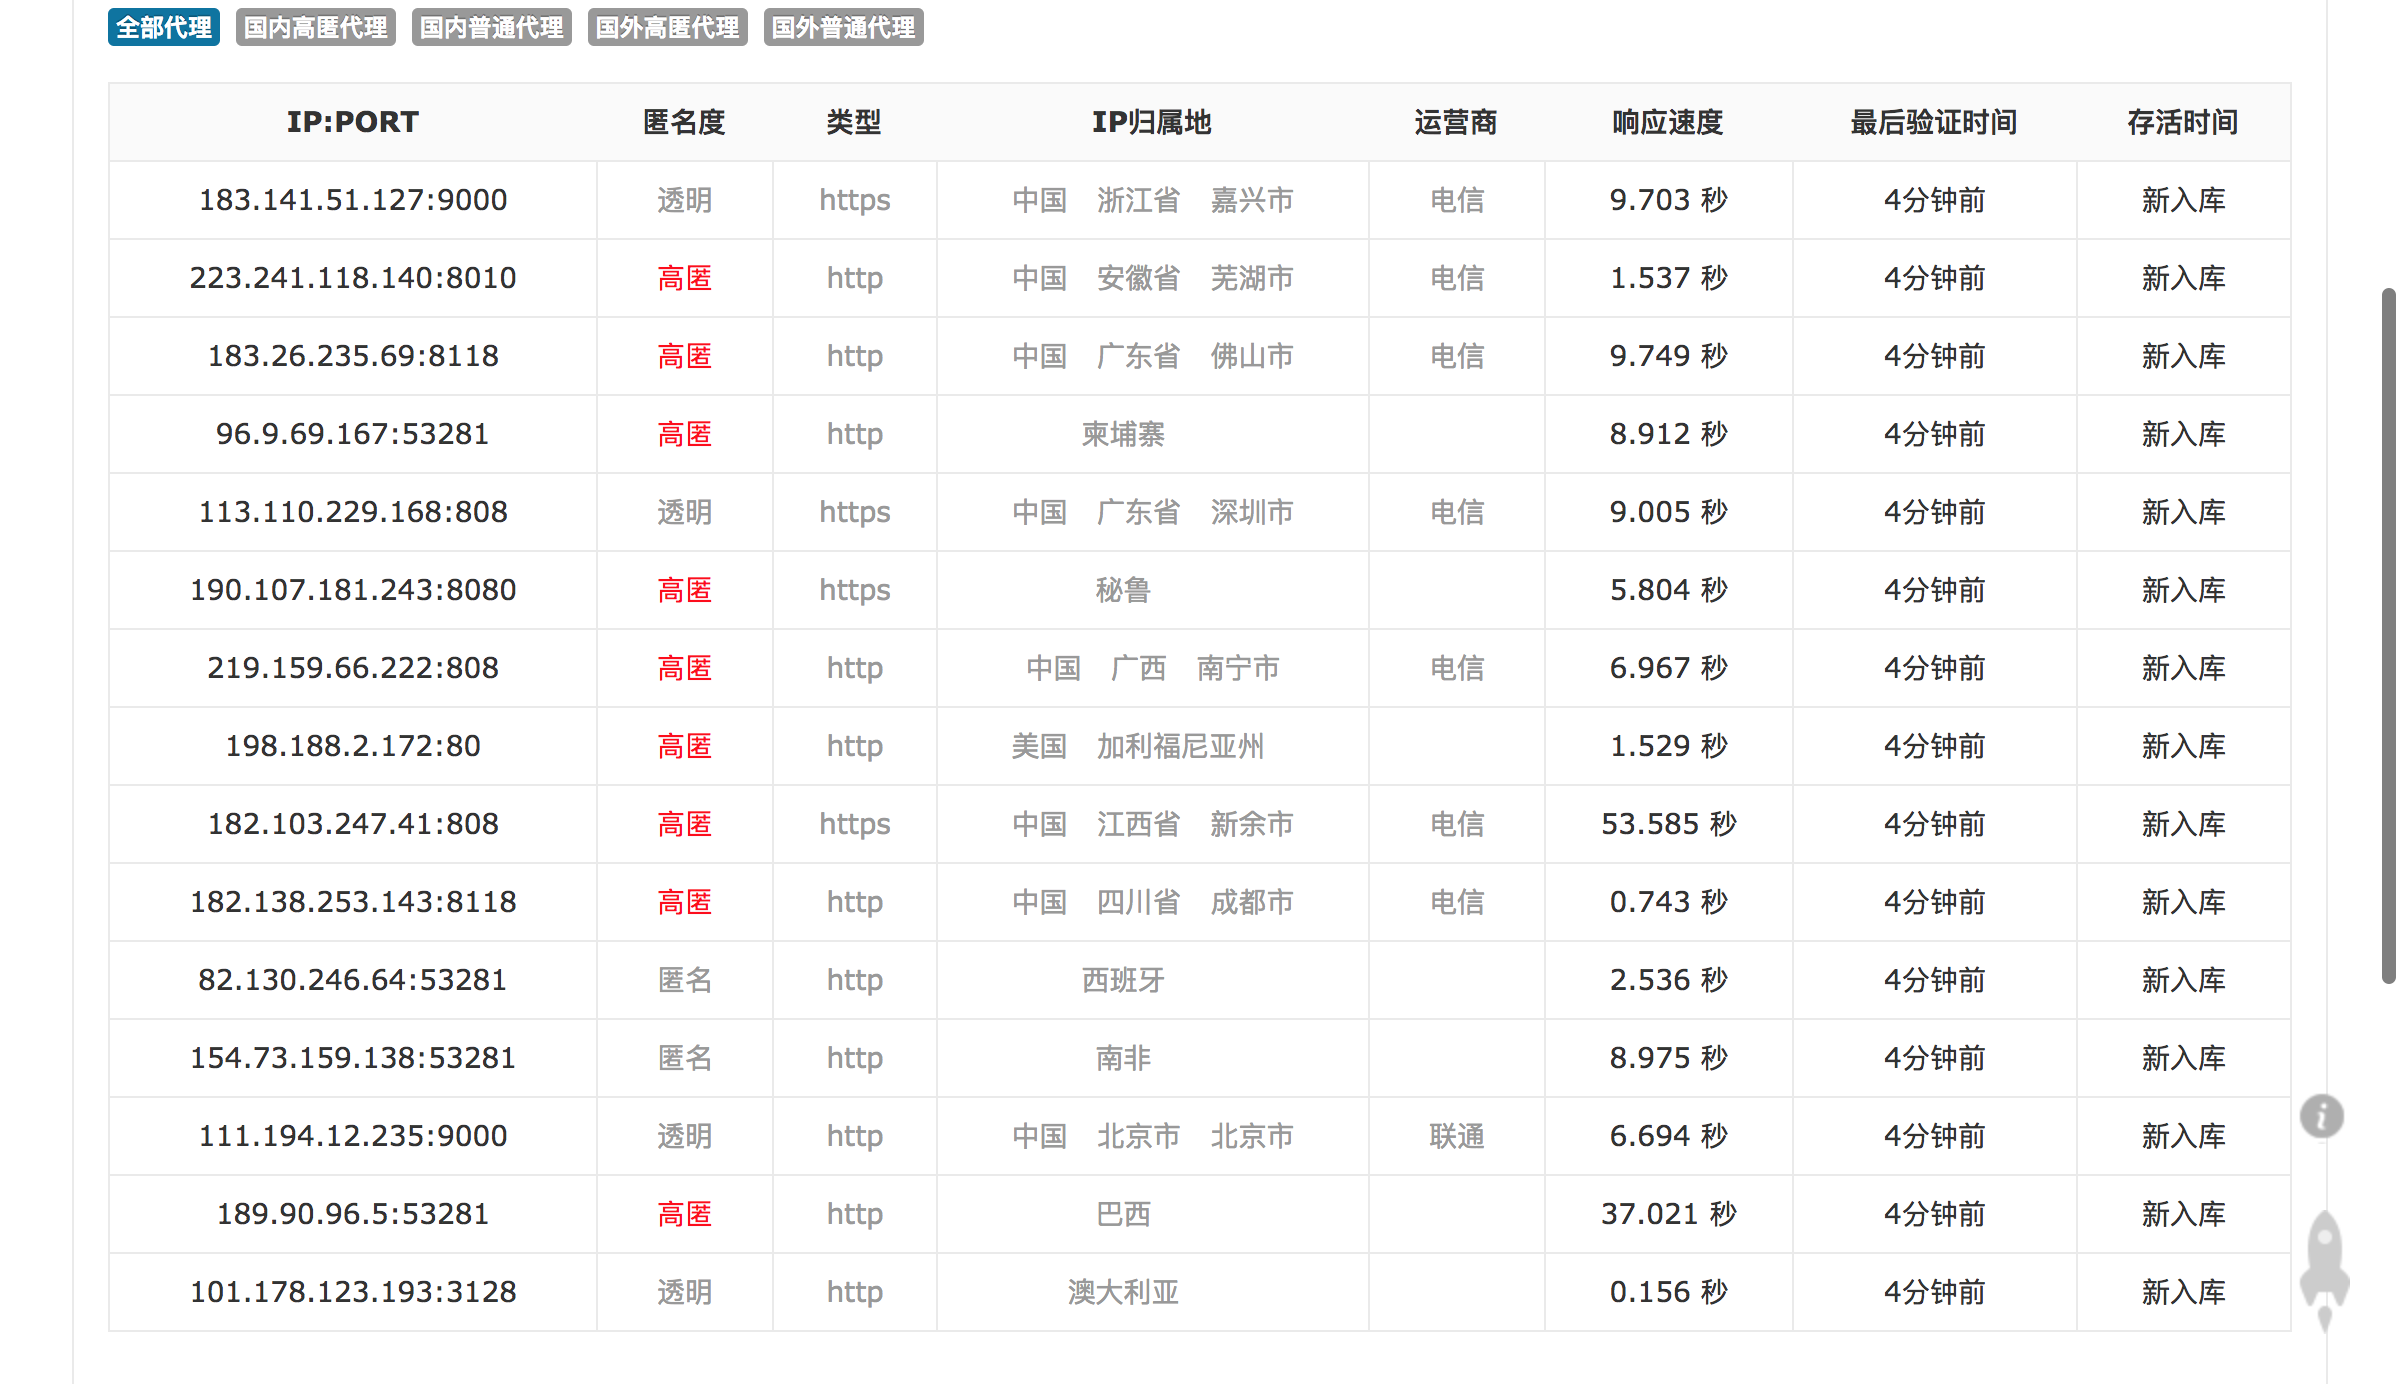 全部代理 国内高匿代理 国内普通代理 国外高匿代理 国外普通代理
IP:PORT 匿名度 类型 IP归属地 运营商 响应速度 最后验证时间 存活时间
183.141.51.127:9000 透明 https 中国 浙江省 嘉兴市 电信 9.703 秒 4分钟前 新入库
223.241.118.140:8010 高匿 http 中国 安徽省 芜湖市 电信 1.537 秒 4分钟前 新入库
183.26.235.69:8118 高匿 http 中国 广东省 佛山市 电信 9.749 秒 4分钟前 新入库
96.9.69.167:53281 高匿 http 柬埔寨 8.912 秒 4分钟前 新入库
113.110.229.168:808 透明 https 中国 广东省 深圳市 电信 9.005 秒 4分钟前 新入库
190.107.181.243:8080 高匿 https 秘鲁 5.804 秒 4分钟前 新入库
219.159.66.222:808 高匿 http 中国 广西 南宁市 电信 6.967 秒 4分钟前 新入库
198.188.2.172:80 高匿 http 美国 加利福尼亚州 1.529 秒 4分钟前 新入库
182.103.247.41:808 高匿 https 中国 江西省 新余市 电信 53.585 秒 4分钟前 新入库
182.138.253.143:8118 高匿 http 中国 四川省 成都市 电信 0.743 秒 4分钟前 新入库
82.130.246.64:53281 匿名 http 西班牙 2.536 秒 4分钟前 新入库
154.73.159.138:53281 匿名 http 南非 8.975 秒 4分钟前 新入库
111.194.12.235:9000 透明 http 中国 北京市 北京市 联通 6.694 秒 4分钟前 新入库
189.90.96.5:53281 高匿 http 巴西 37.021 秒 4分钟前 新入库
101.178.123.193:3128 透明 http 澳大利亚 0.156 秒 4分钟前 新入库